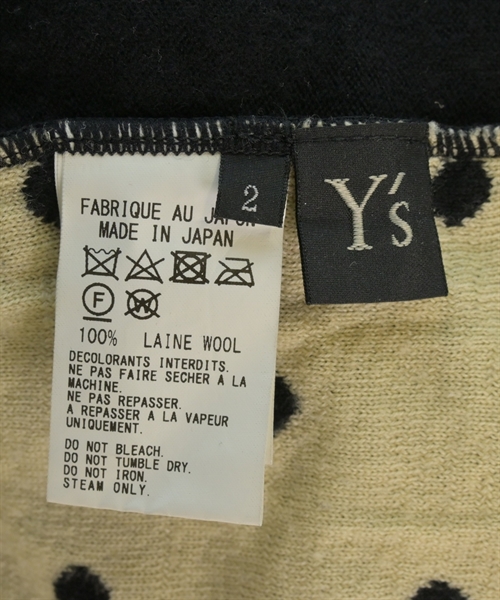 2
Y's
FABRIQUE AU JAPON
MADE IN JAPAN
F
W
100% LAINE WOOL
DECOLORANTS INTERDITS.
NE PAS FAIRE SECHER A LA
MACHINE.
NE PAS REPASSER.
A REPASSER A LA VAPEUR
UNIQUEMENT.
DO NOT BLEACH.
DO NOT TUMBLE DRY.
DO NOT IRON.
STEAM ONLY.